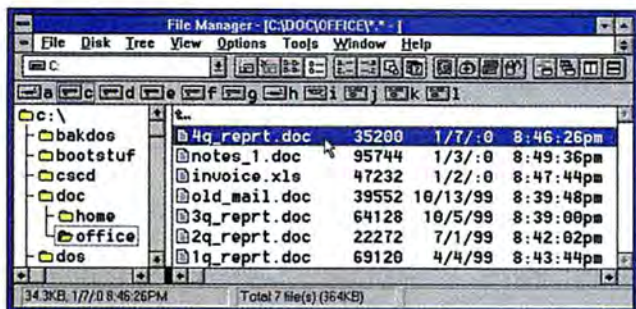 File Manager - [C:\DOC\OFFICE\*.* - [
File Disk Tree View Options Tools Window Help
C:
a c d e f g h i j k l
c:\
bakdos
bootstuf
cscd
doc
home
office
dos
t..
4q_reprt.doc 35200 1/7/:0 8:46:26pm
notes_1.doc 95744 1/3/:0 8:49:36pm
invoice.xls 47232 1/2/:0 8:47:44pm
old_mail.doc 39552 10/13/99 8:39:48pm
3q_reprt.doc 64128 10/5/99 8:39:00pm
2q_reprt.doc 22272 7/1/99 8:42:02pm
1q_reprt.doc 69120 4/4/99 8:43:44pm
34.3KB, 1/7/:0 8:46:26PM
Total 7 file(s) (364KB)